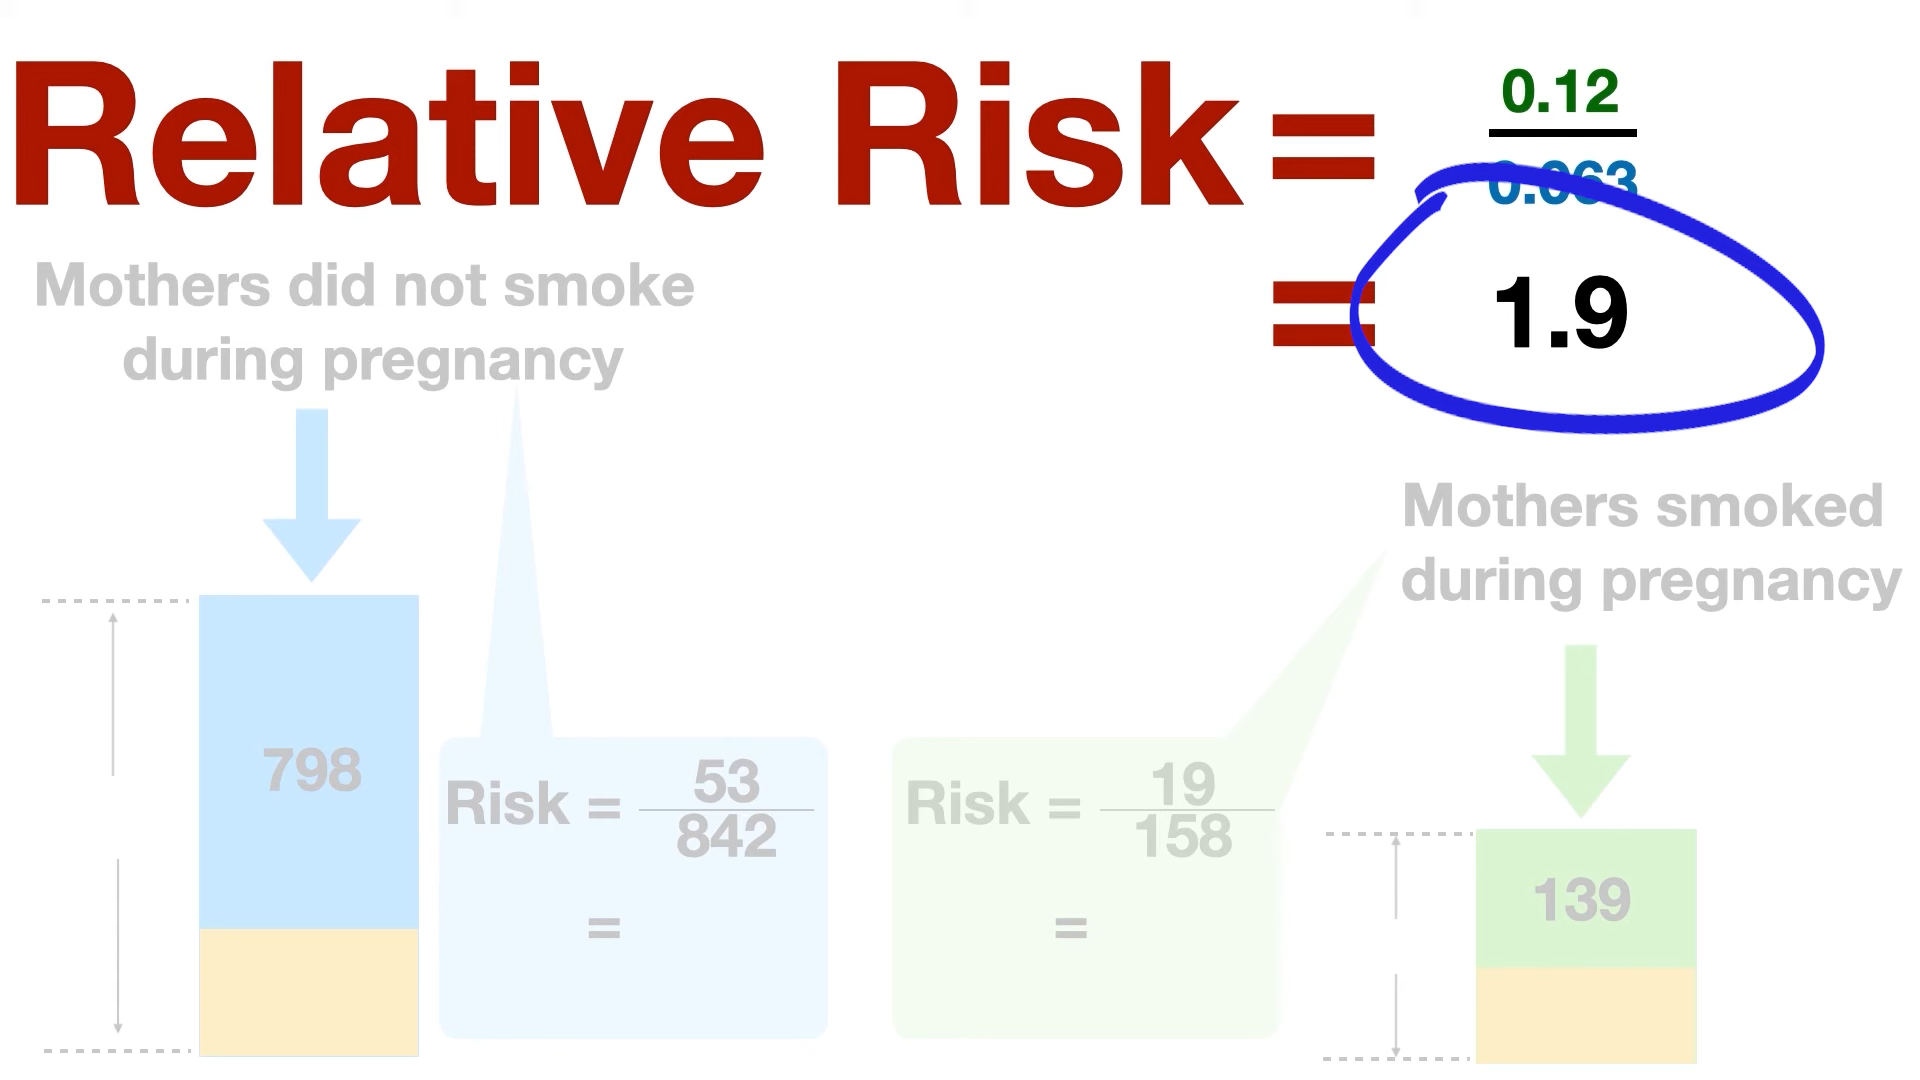 Relative Risk = 0.12
0.063
= 1.9
Mothers did not smoke
during pregnancy
Mothers smoked
during pregnancy
798
Risk = 53
842
=
Risk = 19
158
=
139